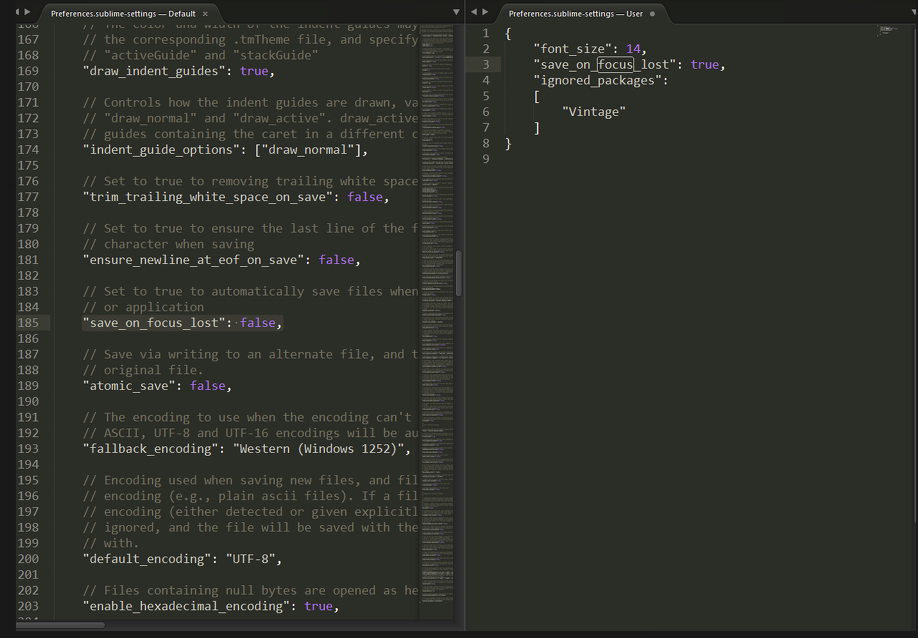 Preferences.sublime-settings — Default ×
// The color and width of the indent guides may
167 // the corresponding .tmTheme file, and specify
168 // "activeGuide" and "stackGuide"
169 "draw_indent_guides": true,
170
171 // Controls how the indent guides are drawn, va
172 // "draw_normal" and "draw_active". draw_active
173 // guides containing the caret in a different c
174 "indent_guide_options": ["draw_normal"],
175
176 // Set to true to removing trailing white space
177 "trim_trailing_white_space_on_save": false,
178
179 // Set to true to ensure the last line of the f
180 // character when saving
181 "ensure_newline_at_eof_on_save": false,
182
183 // Set to true to automatically save files when
184 // or application
185 "save_on_focus_lost": false,
186
187 // Save via writing to an alternate file, and t
188 // original file.
189 "atomic_save": false,
190
191 // The encoding to use when the encoding can't
192 // ASCII, UTF-8 and UTF-16 encodings will be au
193 "fallback_encoding": "Western (Windows 1252)",
194
195 // Encoding used when saving new files, and fil
196 // encoding (e.g., plain ascii files). If a fil
197 // encoding (either detected or given explicitl
198 // ignored, and the file will be saved with the
199 // with.
200 "default_encoding": "UTF-8",
201
202 // Files containing null bytes are opened as he
203 "enable_hexadecimal_encoding": true,
Preferences.sublime-settings — User
1 {
2 "font_size": 14,
3 "save_on_focus_lost": true,
4 "ignored_packages":
5 [
6 "Vintage"
7 ]
8 }
9